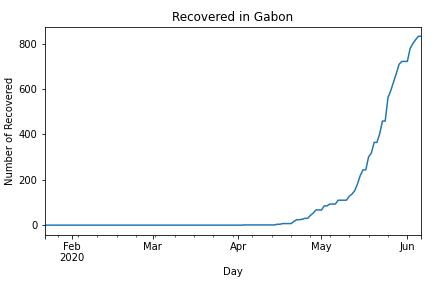 Recovered in Gabon
Number of Recovered
800
600
400
200
0
Feb
2020
Mar
Apr
May
Jun
Day